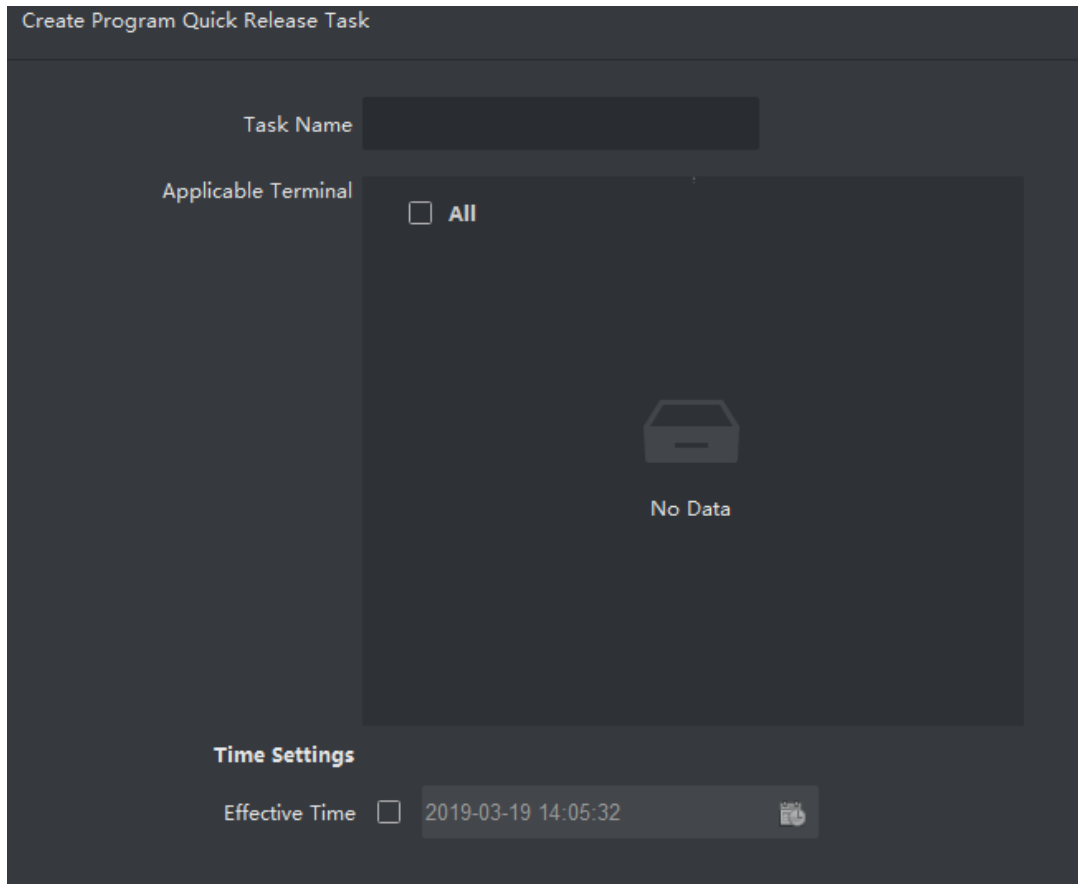 Create Program Quick Release Task
Task Name
Applicable Terminal
All
No Data
Time Settings
Effective Time 2019-03-19 14:05:32